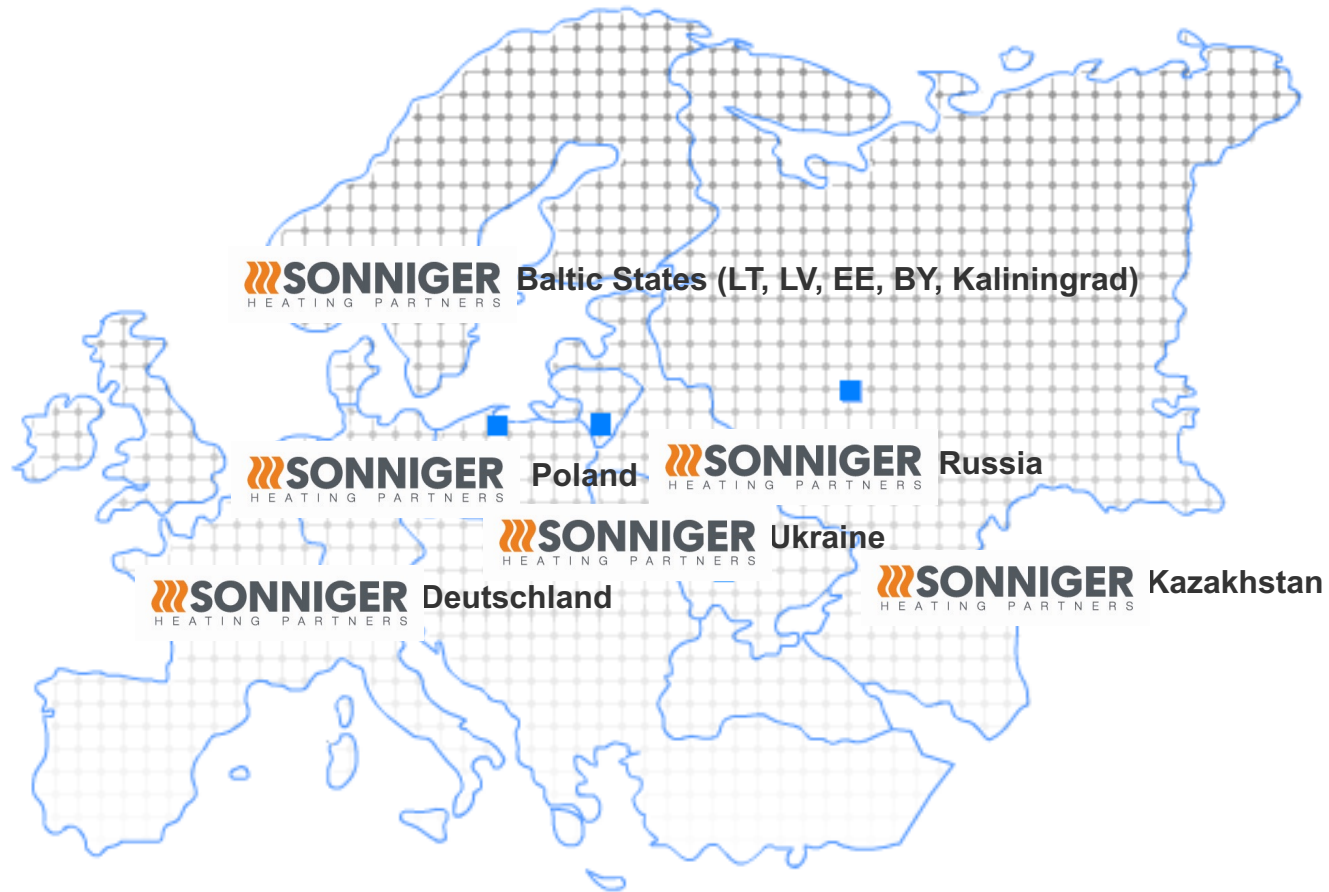 SONNIGER Baltic States (LT, LV, EE, BY, Kaliningrad)
HEATING PARTNERS
SONNIGER Poland
HEATING PARTNERS
SONNIGER Russia
HEATING PARTNERS
SONNIGER Ukraine
HEATING PARTNERS
SONNIGER Deutschland
HEATING PARTNERS
SONNIGER Kazakhstan
HEATING PARTNERS